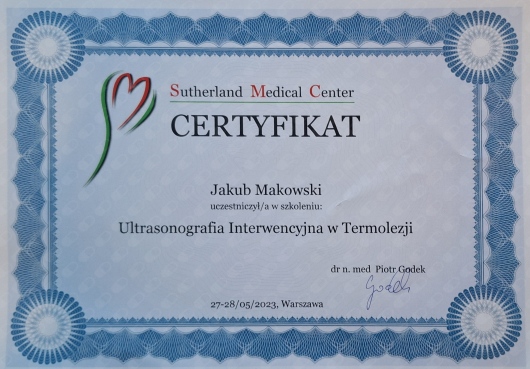 Sutherland Medical Center
CERTYFIKAT
Jakub Makowski
uczestniczył/a w szkoleniu:
Ultrasonografia Interwencyjna w Termolezji
dr n. med Piotr Godek
Godek
27-28/05/2023, Warszawa